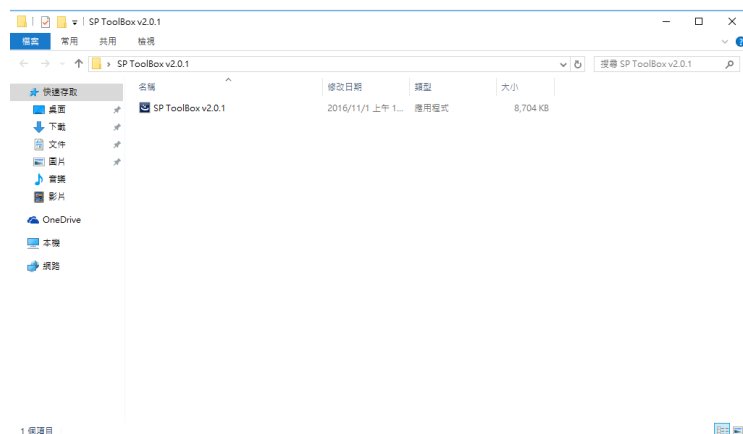 SP ToolBox v2.0.1
檔案 常用 共用 檢視
SP ToolBox v2.0.1
搜尋 SP ToolBox v2.0.1
名稱 修改日期 類型 大小
SP ToolBox v2.0.1 2016/11/1 上午 1... 應用程式 8,704 KB
快速存取
桌面
下載
文件
圖片
音樂
影片
OneDrive
本機
網路
1 個項目